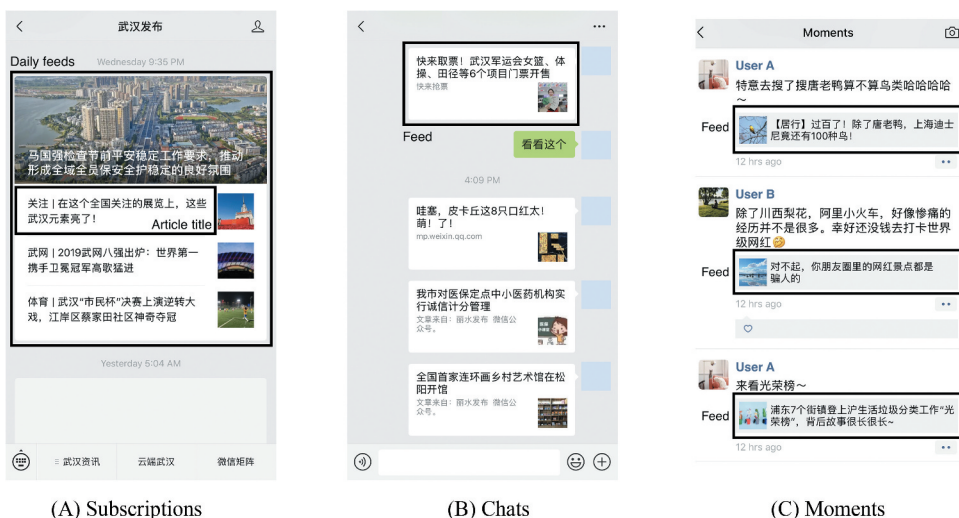 武汉发布
Daily feeds
Wednesday 9:35 PM
马国强检查节前平安稳定工作要求，推动
形成全域全员保安全护稳定的良好氛围
关注 | 在这个全国关注的展览上，这些
武汉元素亮了！
Article title
武网 | 2019武网八强出炉：世界第一
携手卫冕冠军高歌猛进
体育 | 武汉“市民杯”决赛上演逆转大
戏，江岸区蔡家田社区神奇夺冠
Yesterday 5:04 AM
武汉资讯
云端武汉
微信矩阵
(A) Subscriptions
快来取票！武汉军运会女篮、体
操、田径等6个项目门票开售
快来抢票
Feed
看看这个
4:09 PM
哇塞，皮卡丘这8只口红太！
萌！了！
mp.weixin.qq.com
我市对医保定点中小医药机构实
行诚信计分管理
文章来自：丽水发布 微信公
众号。
全国首家连环画乡村艺术馆在松
阳开馆
文章来自：丽水发布 微信公
众号。
(B) Chats
Moments
User A
特意去搜了搜唐老鸭算不算鸟类哈哈哈哈
～
Feed
【居行】过百了！除了唐老鸭，上海迪士
尼竟还有100种鸟！
12 hrs ago
User B
除了川西梨花，阿里小火车，好像惨痛的
经历并不是很多。幸好还没钱去打卡世界
级网红
Feed
对不起，你朋友圈里的网红景点都是
骗人的
12 hrs ago
User A
来看光荣榜～
Feed
浦东7个街镇登上沪生活垃圾分类工作“光
荣榜”，背后故事很长很长~
12 hrs ago
(C) Moments